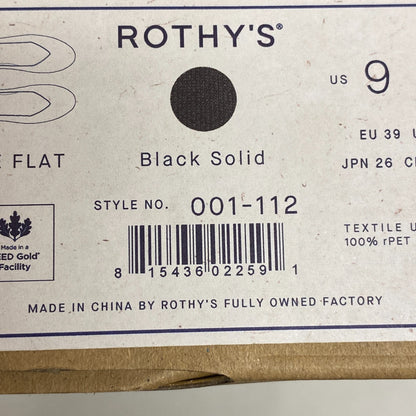 ROTHY'S®
US 9
EU 39
FLAT
Black Solid
JPN 26
STYLE NO. 001-112
Made in a
Gold®
Facility
TEXTILE
100% rPET
8 15436 02259 1
MADE IN CHINA BY ROTHY'S FULLY OWNED FACTORY